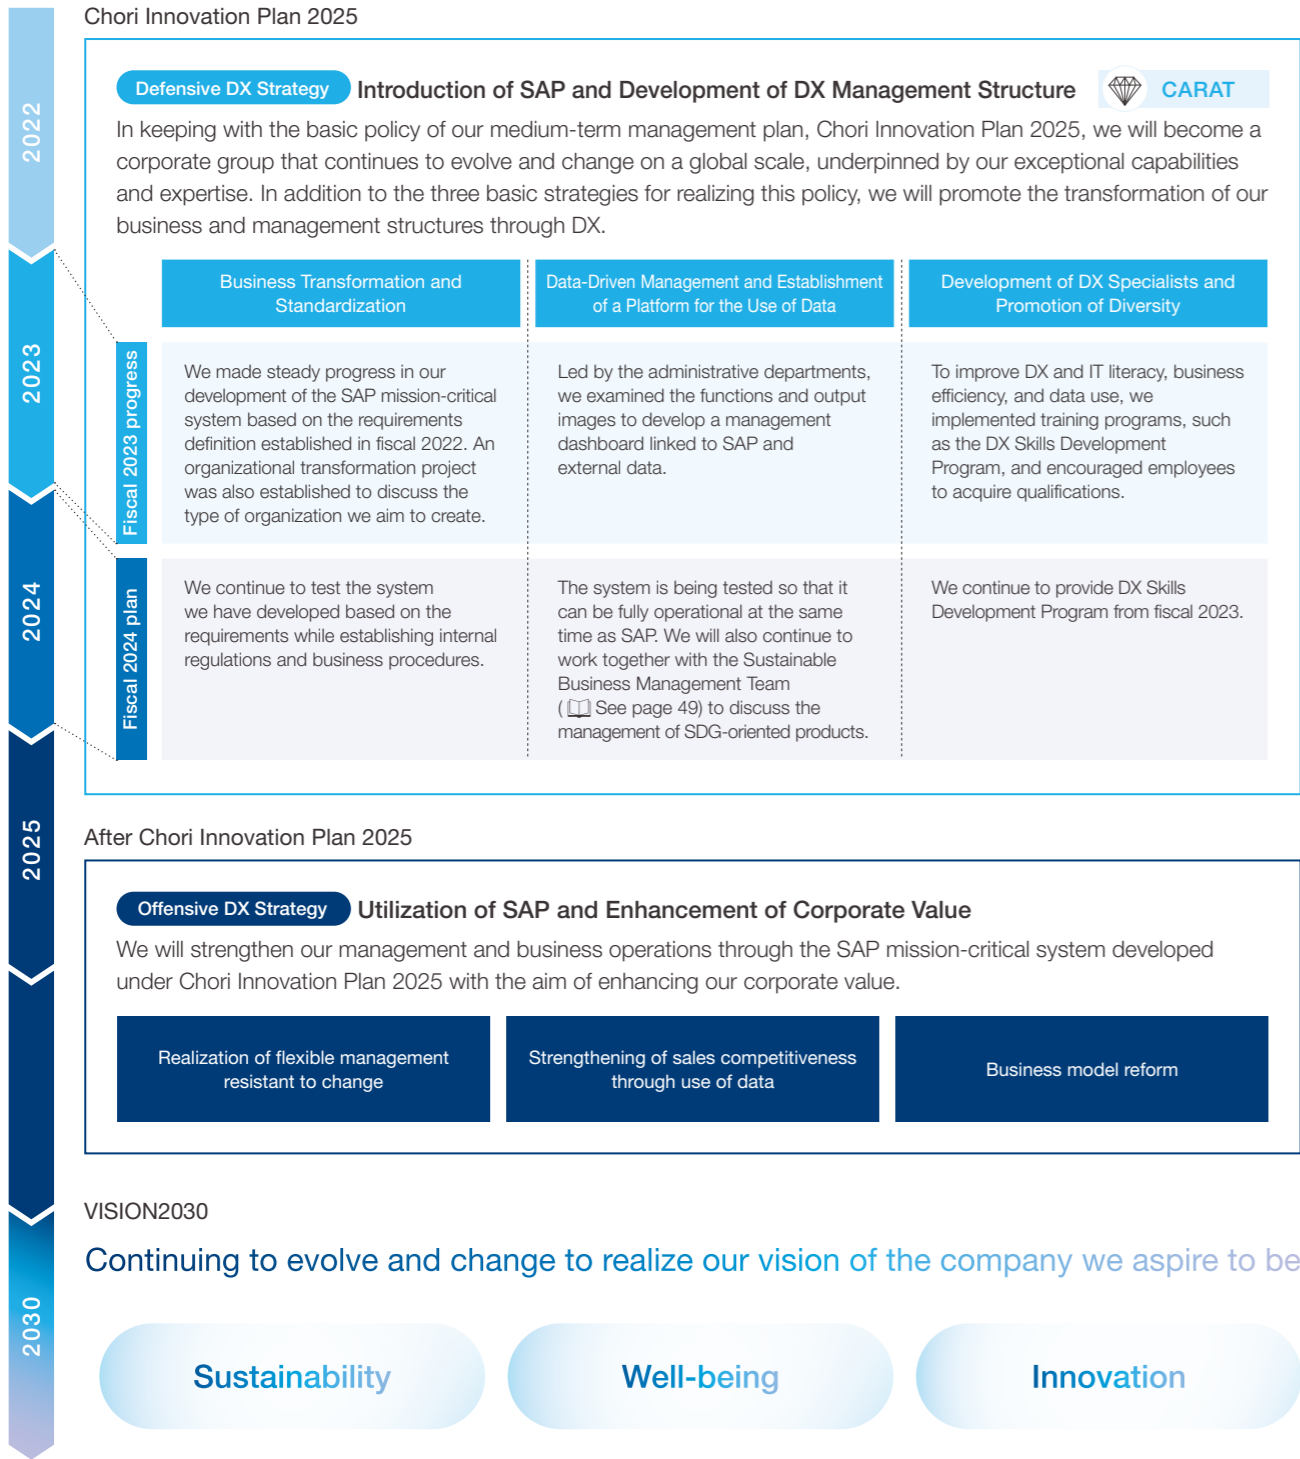 Chori Innovation Plan 2025
Defensive DX Strategy Introduction of SAP and Development of DX Management Structure CARAT
In keeping with the basic policy of our medium-term management plan, Chori Innovation Plan 2025, we will become a
corporate group that continues to evolve and change on a global scale, underpinned by our exceptional capabilities
and expertise. In addition to the three basic strategies for realizing this policy, we will promote the transformation of our
business and management structures through DX.
2022
2023
2024
2025
2030
Business Transformation and
Standardization
Data-Driven Management and Establishment
of a Platform for the Use of Data
Development of DX Specialists and
Promotion of Diversity
Fiscal 2023 progress
We made steady progress in our
development of the SAP mission-critical
system based on the requirements
definition established in fiscal 2022. An
organizational transformation project
was also established to discuss the
type of organization we aim to create.
Led by the administrative departments,
we examined the functions and output
images to develop a management
dashboard linked to SAP and
external data.
To improve DX and IT literacy, business
efficiency, and data use, we
implemented training programs, such
as the DX Skills Development
Program, and encouraged employees
to acquire qualifications.
Fiscal 2024 plan
We continue to test the system
we have developed based on the
requirements while establishing internal
regulations and business procedures.
The system is being tested so that it
can be fully operational at the same
time as SAP. We will also continue to
work together with the Sustainable
Business Management Team
( See page 49) to discuss the
management of SDG-oriented products.
We continue to provide DX Skills
Development Program from fiscal 2023.
After Chori Innovation Plan 2025
Offensive DX Strategy Utilization of SAP and Enhancement of Corporate Value
We will strengthen our management and business operations through the SAP mission-critical system developed
under Chori Innovation Plan 2025 with the aim of enhancing our corporate value.
Realization of flexible management
resistant to change
Strengthening of sales competitiveness
through use of data
Business model reform
VISION2030
Continuing to evolve and change to realize our vision of the company we aspire to be
Sustainability
Well-being
Innovation